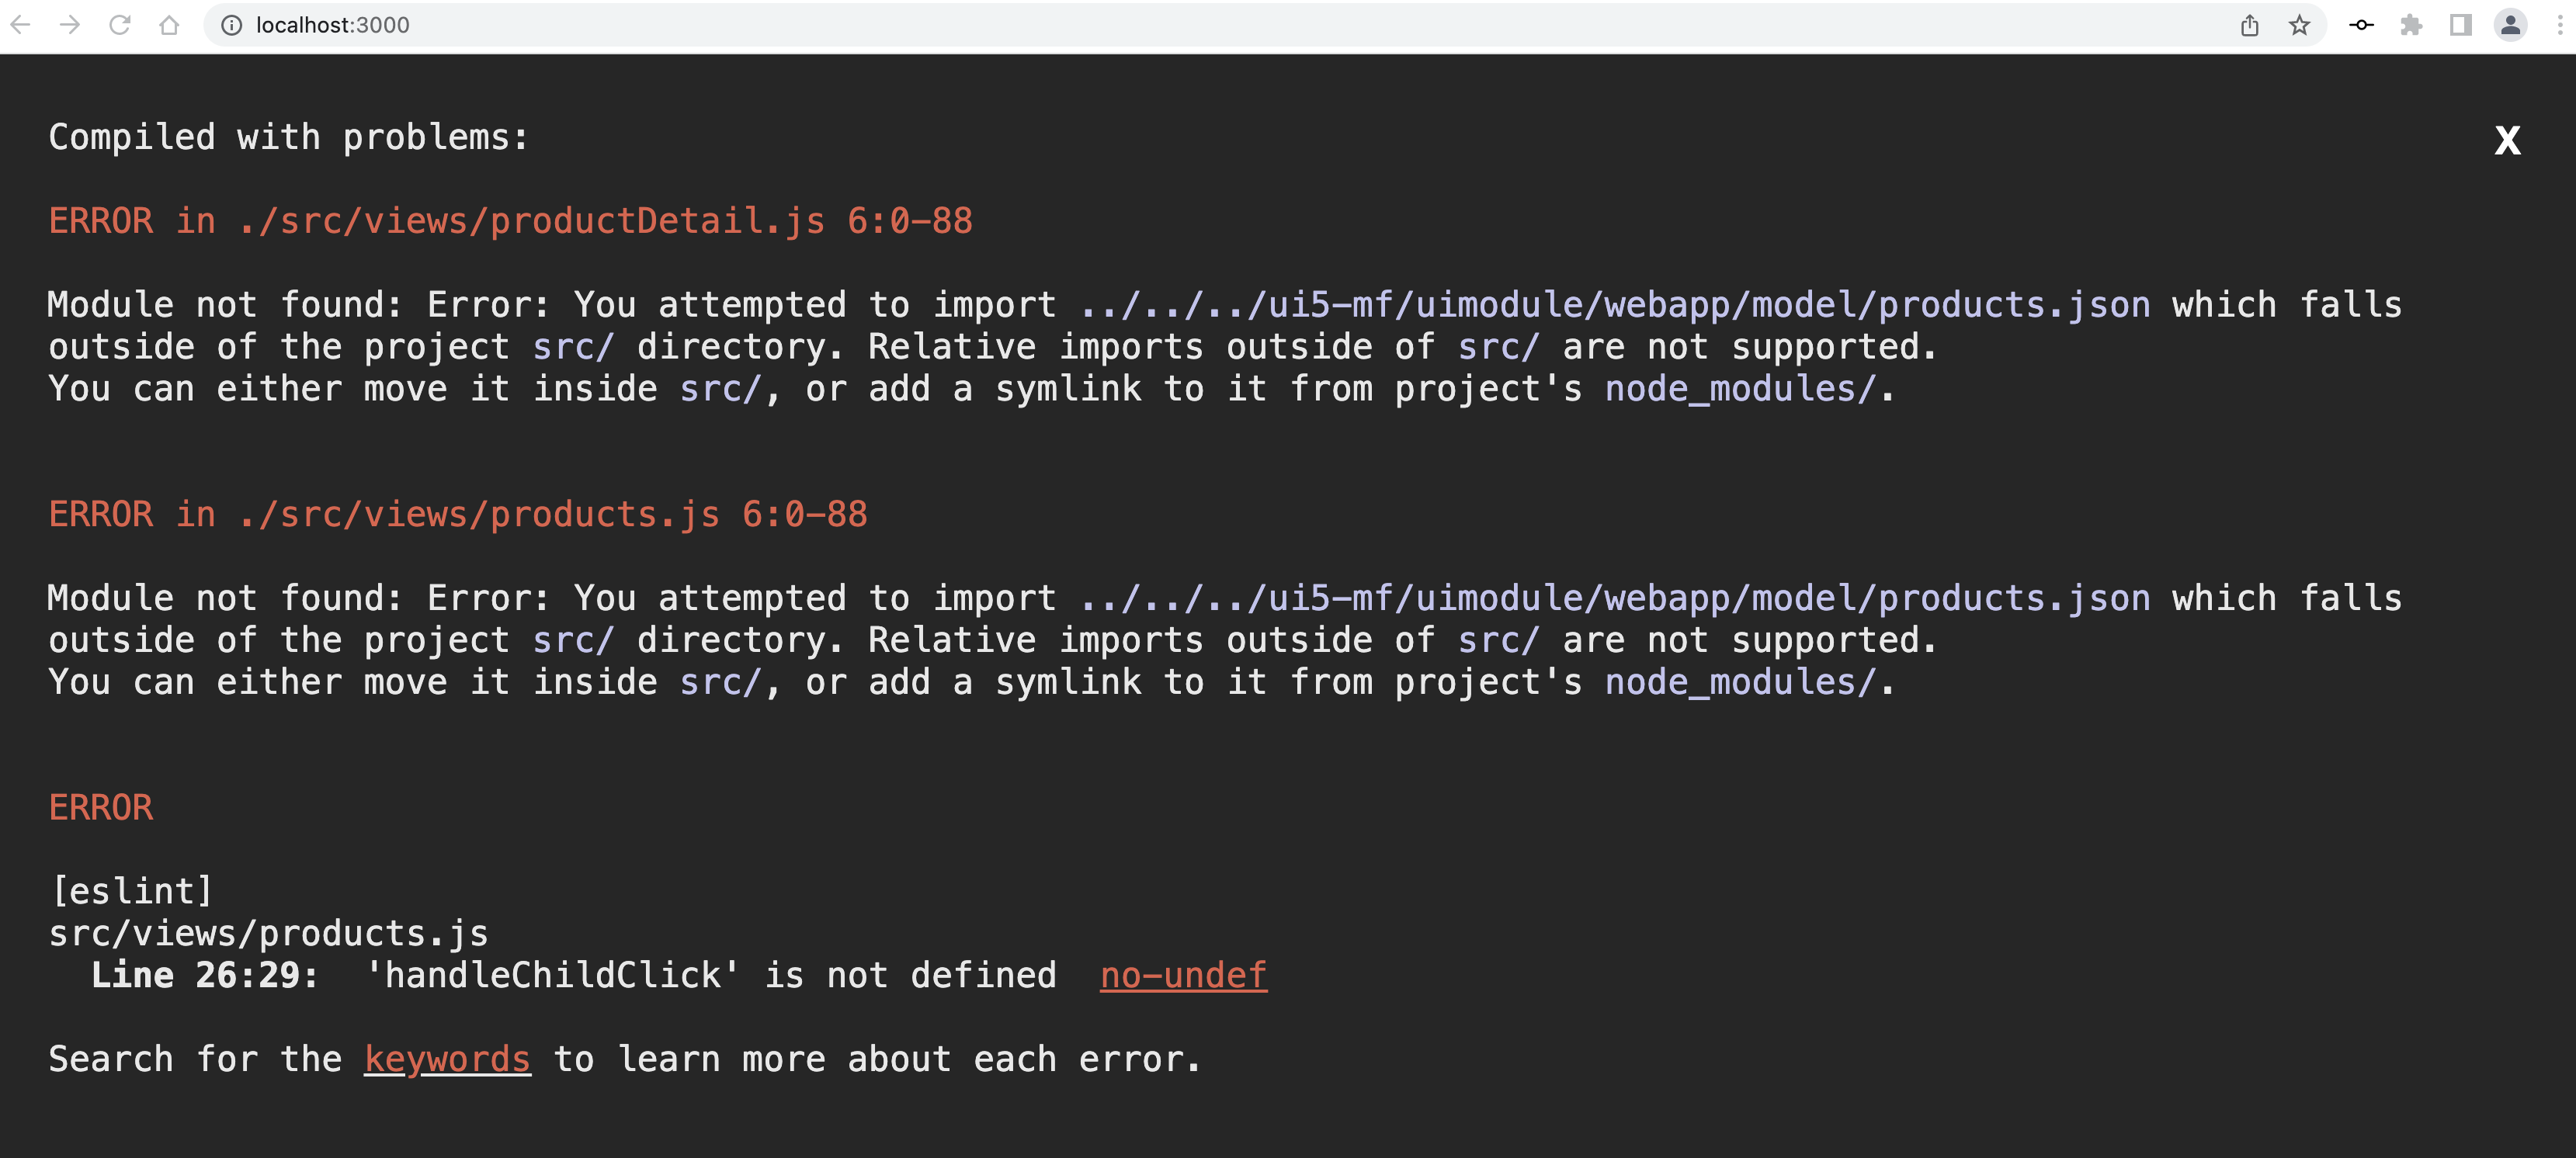 localhost:3000
Compiled with problems:
X
ERROR in ./src/views/productDetail.js 6:0-88
Module not found: Error: You attempted to import ../../../ui5-mf/uimodule/webapp/model/products.json which falls
outside of the project src/ directory. Relative imports outside of src/ are not supported.
You can either move it inside src/, or add a symlink to it from project's node_modules/.
ERROR in ./src/views/products.js 6:0-88
Module not found: Error: You attempted to import ../../../ui5-mf/uimodule/webapp/model/products.json which falls
outside of the project src/ directory. Relative imports outside of src/ are not supported.
You can either move it inside src/, or add a symlink to it from project's node_modules/.
ERROR
[eslint]
src/views/products.js
Line 26:29: 'handleChildClick' is not defined no-undef
Search for the keywords to learn more about each error.